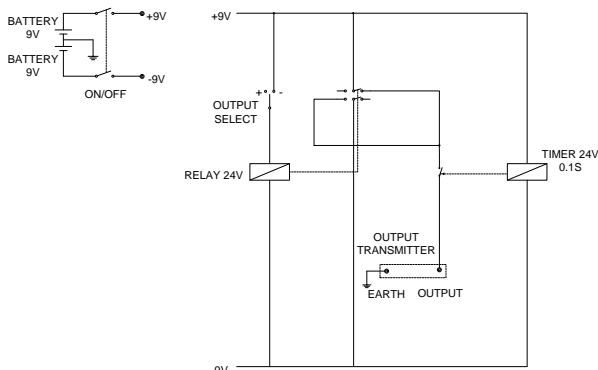 BATTERY
9V
BATTERY
9V
+9V
-9V
ON/OFF
+9V
+ -
OUTPUT
SELECT
RELAY 24V
TIMER 24V
0.1S
OUTPUT
TRANSMITTER
EARTH OUTPUT
-9V